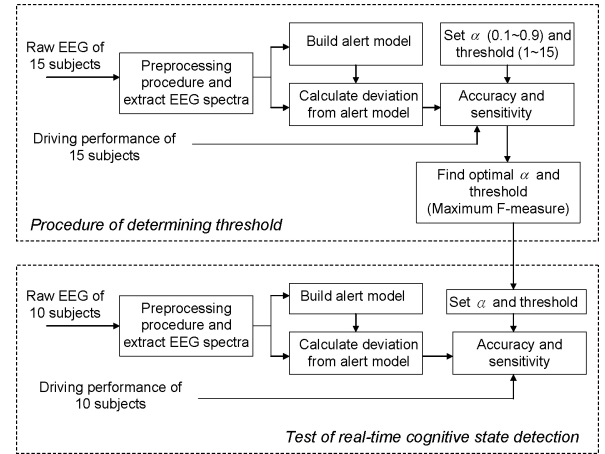 Raw EEG of
15 subjects
Preprocessing
procedure and
extract EEG spectra
Build alert model
Calculate deviation
from alert model
Set α (0.1~0.9) and
threshold (1~15)
Accuracy and
sensitivity
Driving performance of
15 subjects
Find optimal α and
threshold
(Maximum F-measure)
Procedure of determining threshold
Raw EEG of
10 subjects
Preprocessing
procedure and
extract EEG spectra
Build alert model
Calculate deviation
from alert model
Set α and threshold
Accuracy and
sensitivity
Driving performance of
10 subjects
Test of real-time cognitive state detection